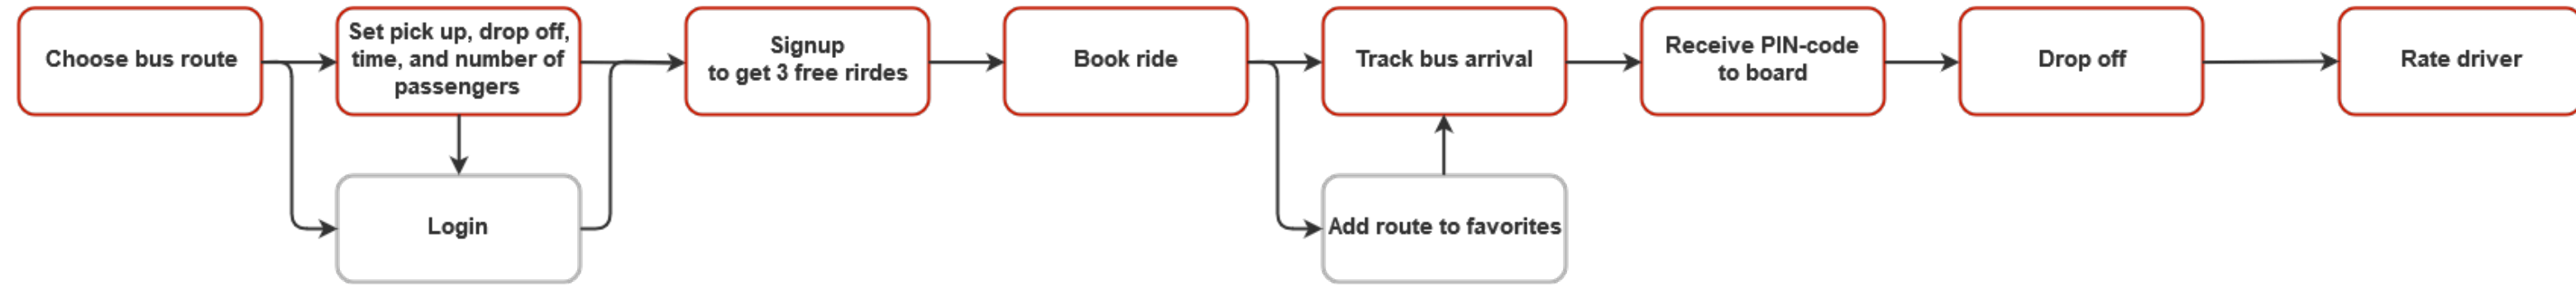 Choose bus route
Set pick up, drop off,
time, and number of
passengers
Signup
to get 3 free rirdes
Book ride
Track bus arrival
Receive PIN-code
to board
Drop off
Rate driver
Login
Add route to favorites